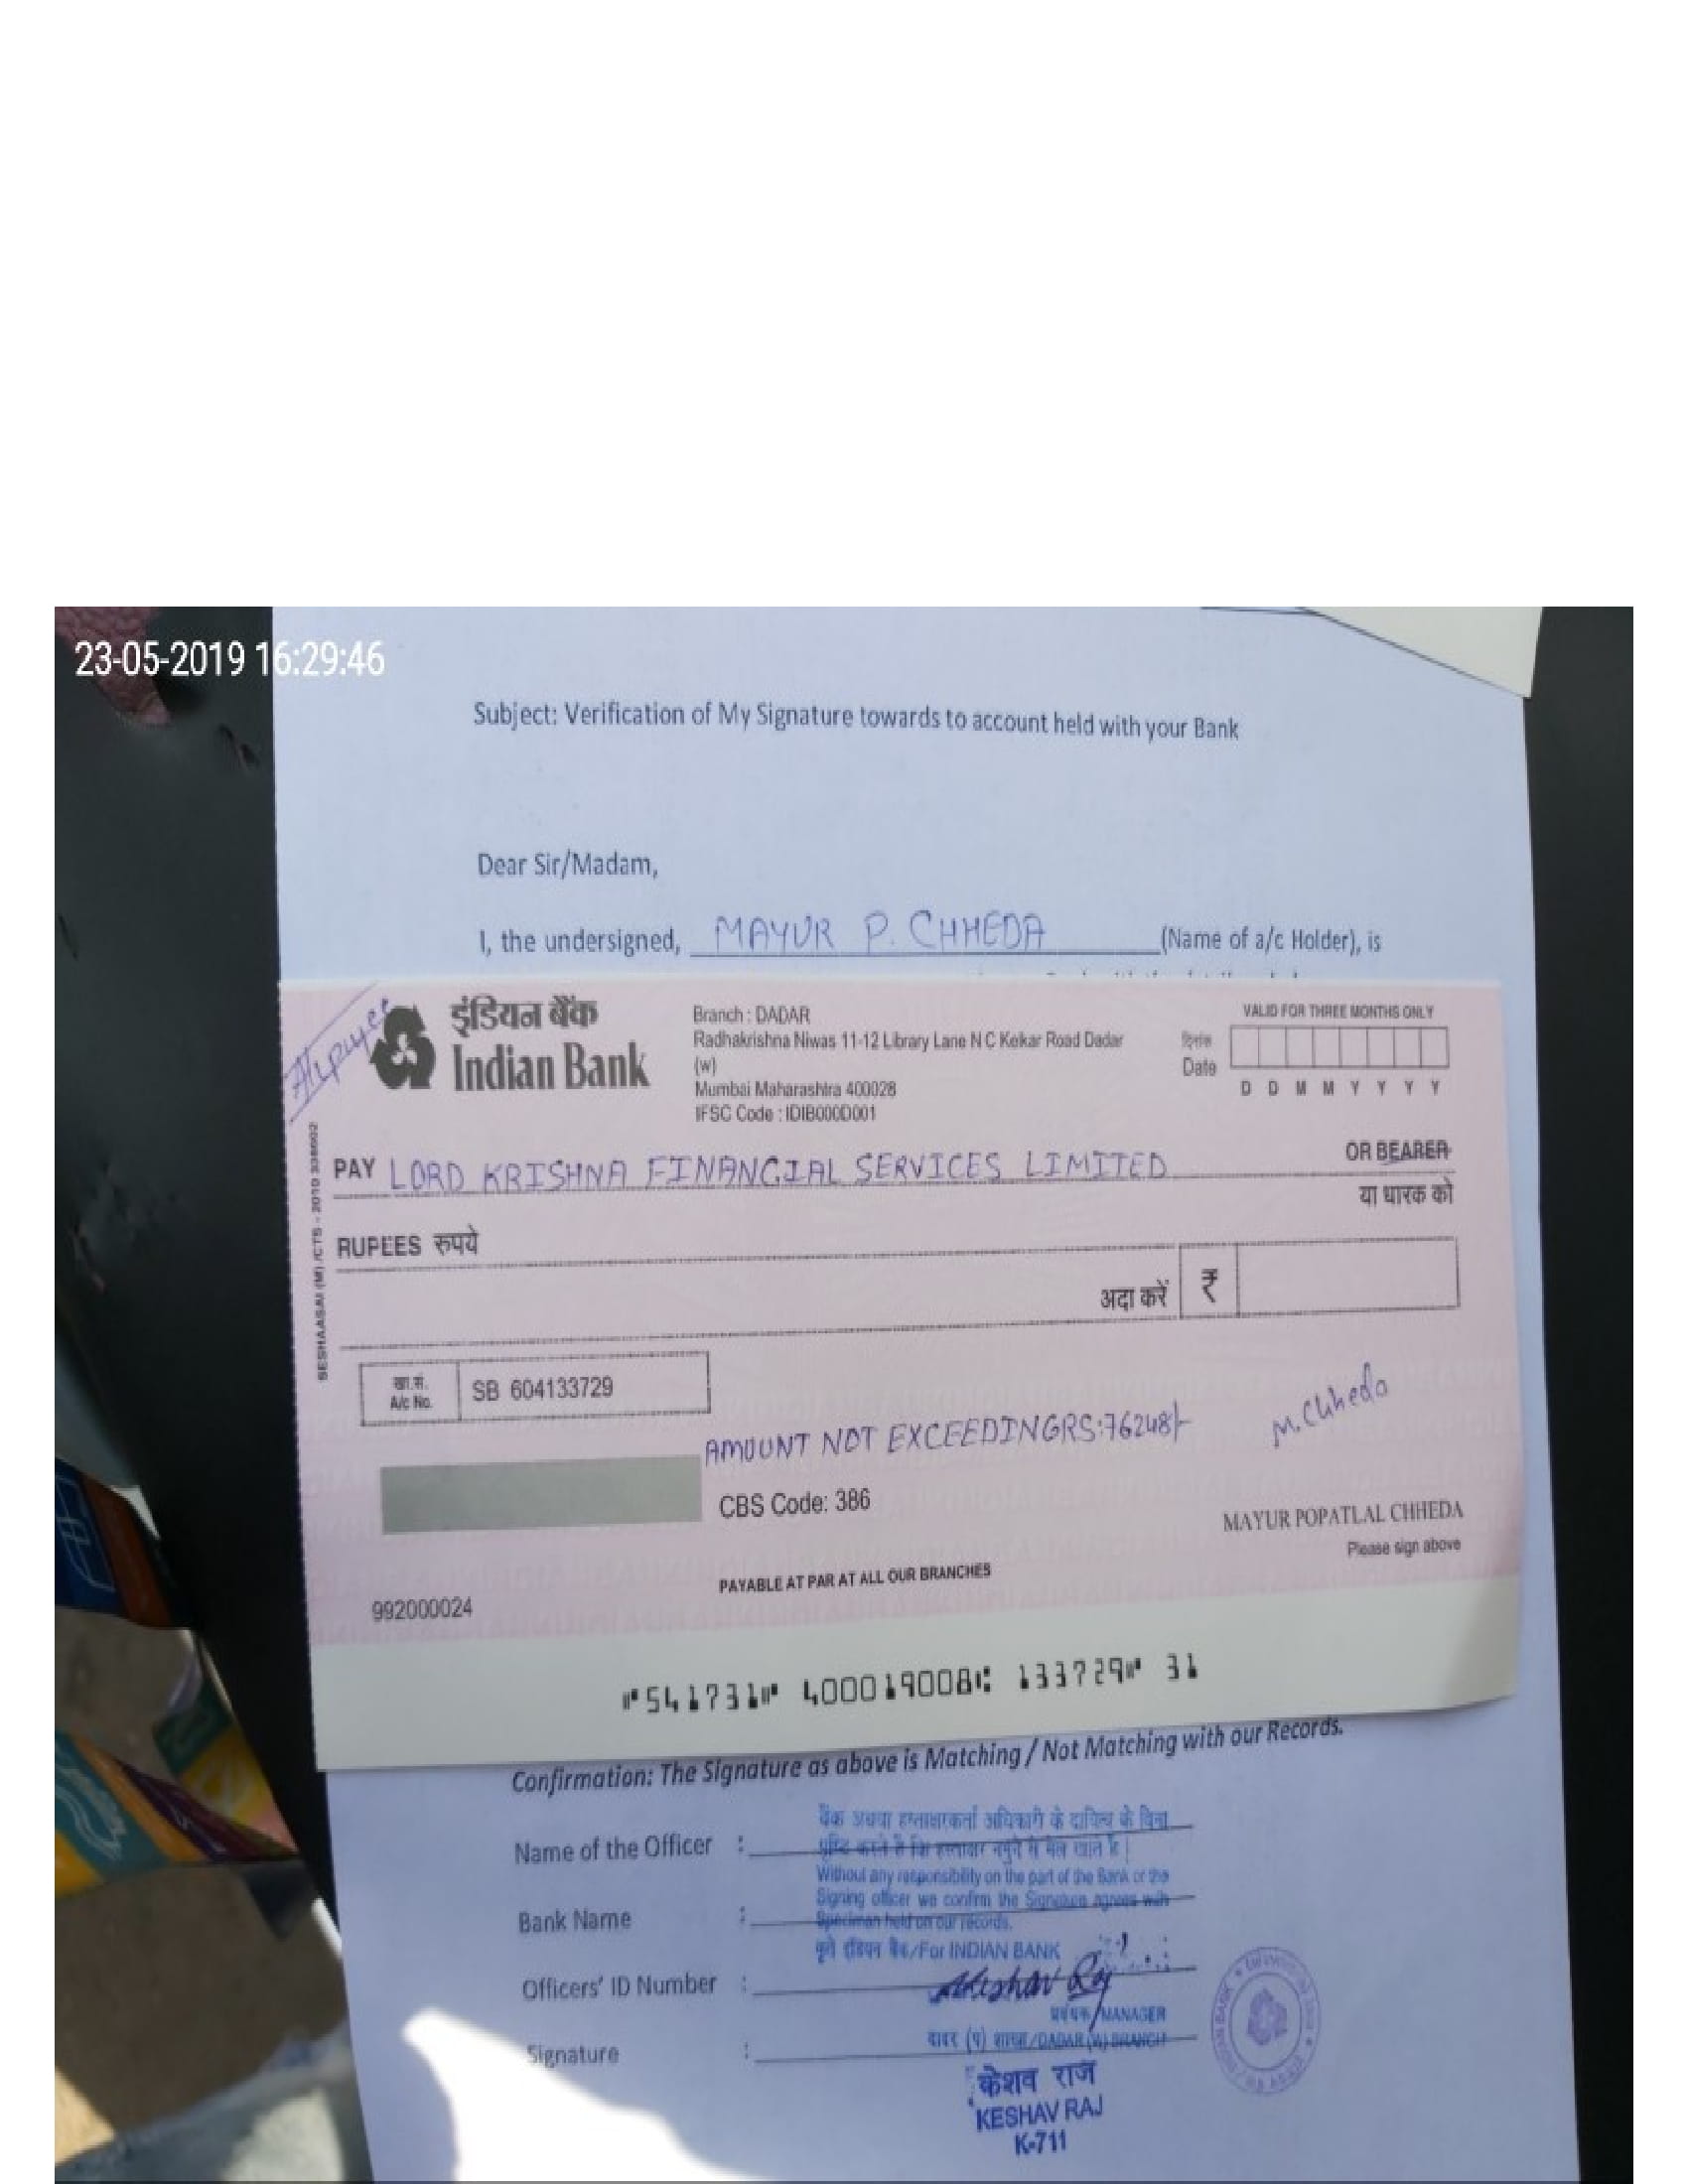 23-05-2019 16:29:46
Subject: Verification of My Signature towards to account held with your Bank
Dear Sir/Madam,
I, the undersigned, MAYUR P. CHHEDA (Name of a/c Holder), is
A/c payee
इंडियन बैंक
Indian Bank
Branch : DADAR
Radhakrishna Niwas 11-12 Library Lane N C Kelkar Road Dadar
(w)
Mumbai Maharashtra 400028
IFSC Code : IDIB000D001
VALID FOR THREE MONTHS ONLY
दिनांक
Date
D D M M Y Y Y Y
PAY LORD KRISHNA FINANCIAL SERVICES LIMITED
OR BEARER
या धारक को
RUPEES रुपये
अदा करें ₹
खा.सं.
A/c No.
SB 604133729
AMOUNT NOT EXCEEDINGRS:76248/-
M. Chheda
CBS Code: 386
MAYUR POPATLAL CHHEDA
Please sign above
PAYABLE AT PAR AT ALL OUR BRANCHES
992000024
SESHAASAI (M) /CTS - 2010
⑈541731⑈ 400019008⑆ 133729⑈ 31
Confirmation: The Signature as above is Matching / Not Matching with our Records.
बैंक अथवा हस्ताक्षरकर्ता अधिकारी के दायित्व के बिना
पुष्टि करते है कि हस्ताक्षर नमुने से मेल खाते है |
Without any responsibility on the part of the Bank or the
Signing officer we confirm the Signature agrees with
Specimen held on our records.
कृते इंडियन बैंक/For INDIAN BANK
Name of the Officer :
Bank Name :
Officers' ID Number :
Keshav Raj
प्रबंधक/MANAGER
दादर (प) शाखा/DADAR (W) BRANCH
Signature :
केशव राज
KESHAV RAJ
K-711
INDIAN BANK